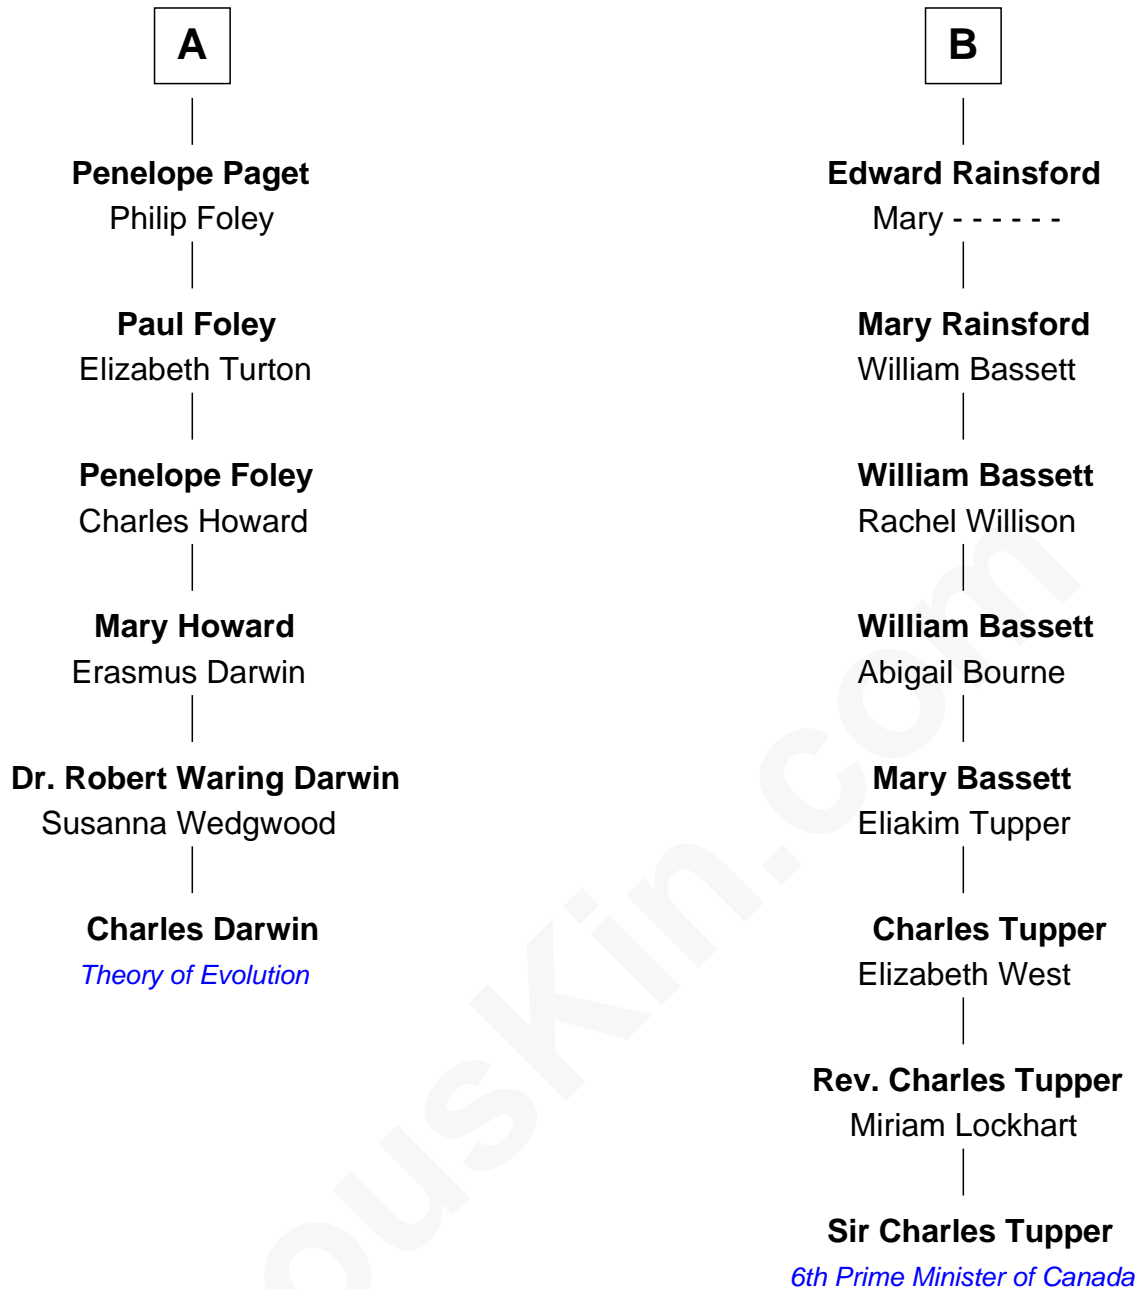 A
Penelope Paget
Philip Foley
Paul Foley
Elizabeth Turton
Penelope Foley
Charles Howard
Mary Howard
Erasmus Darwin
Dr. Robert Waring Darwin
Susanna Wedgwood
Charles Darwin
Theory of Evolution
B
Edward Rainsford
Mary - - - - - -
Mary Rainsford
William Bassett
William Bassett
Rachel Willison
William Bassett
Abigail Bourne
Mary Bassett
Eliakim Tupper
Charles Tupper
Elizabeth West
Rev. Charles Tupper
Miriam Lockhart
Sir Charles Tupper
6th Prime Minister of Canada
ousKin.com